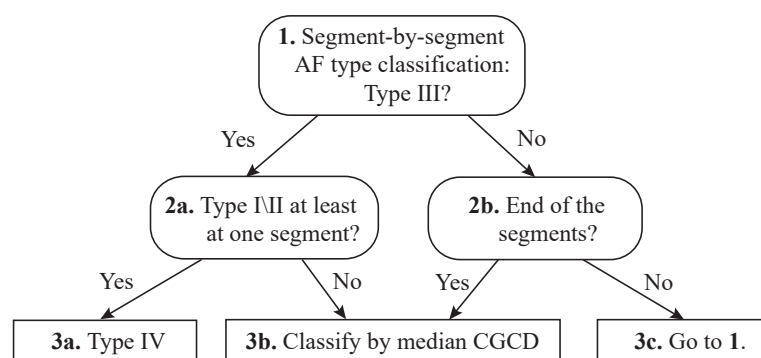 1. Segment-by-segment
AF type classification:
Type III?
Yes
No
2a. Type I\II at least
at one segment?
2b. End of the
segments?
Yes
No
Yes
No
3a. Type IV
3b. Classify by median CGCD
3c. Go to 1.